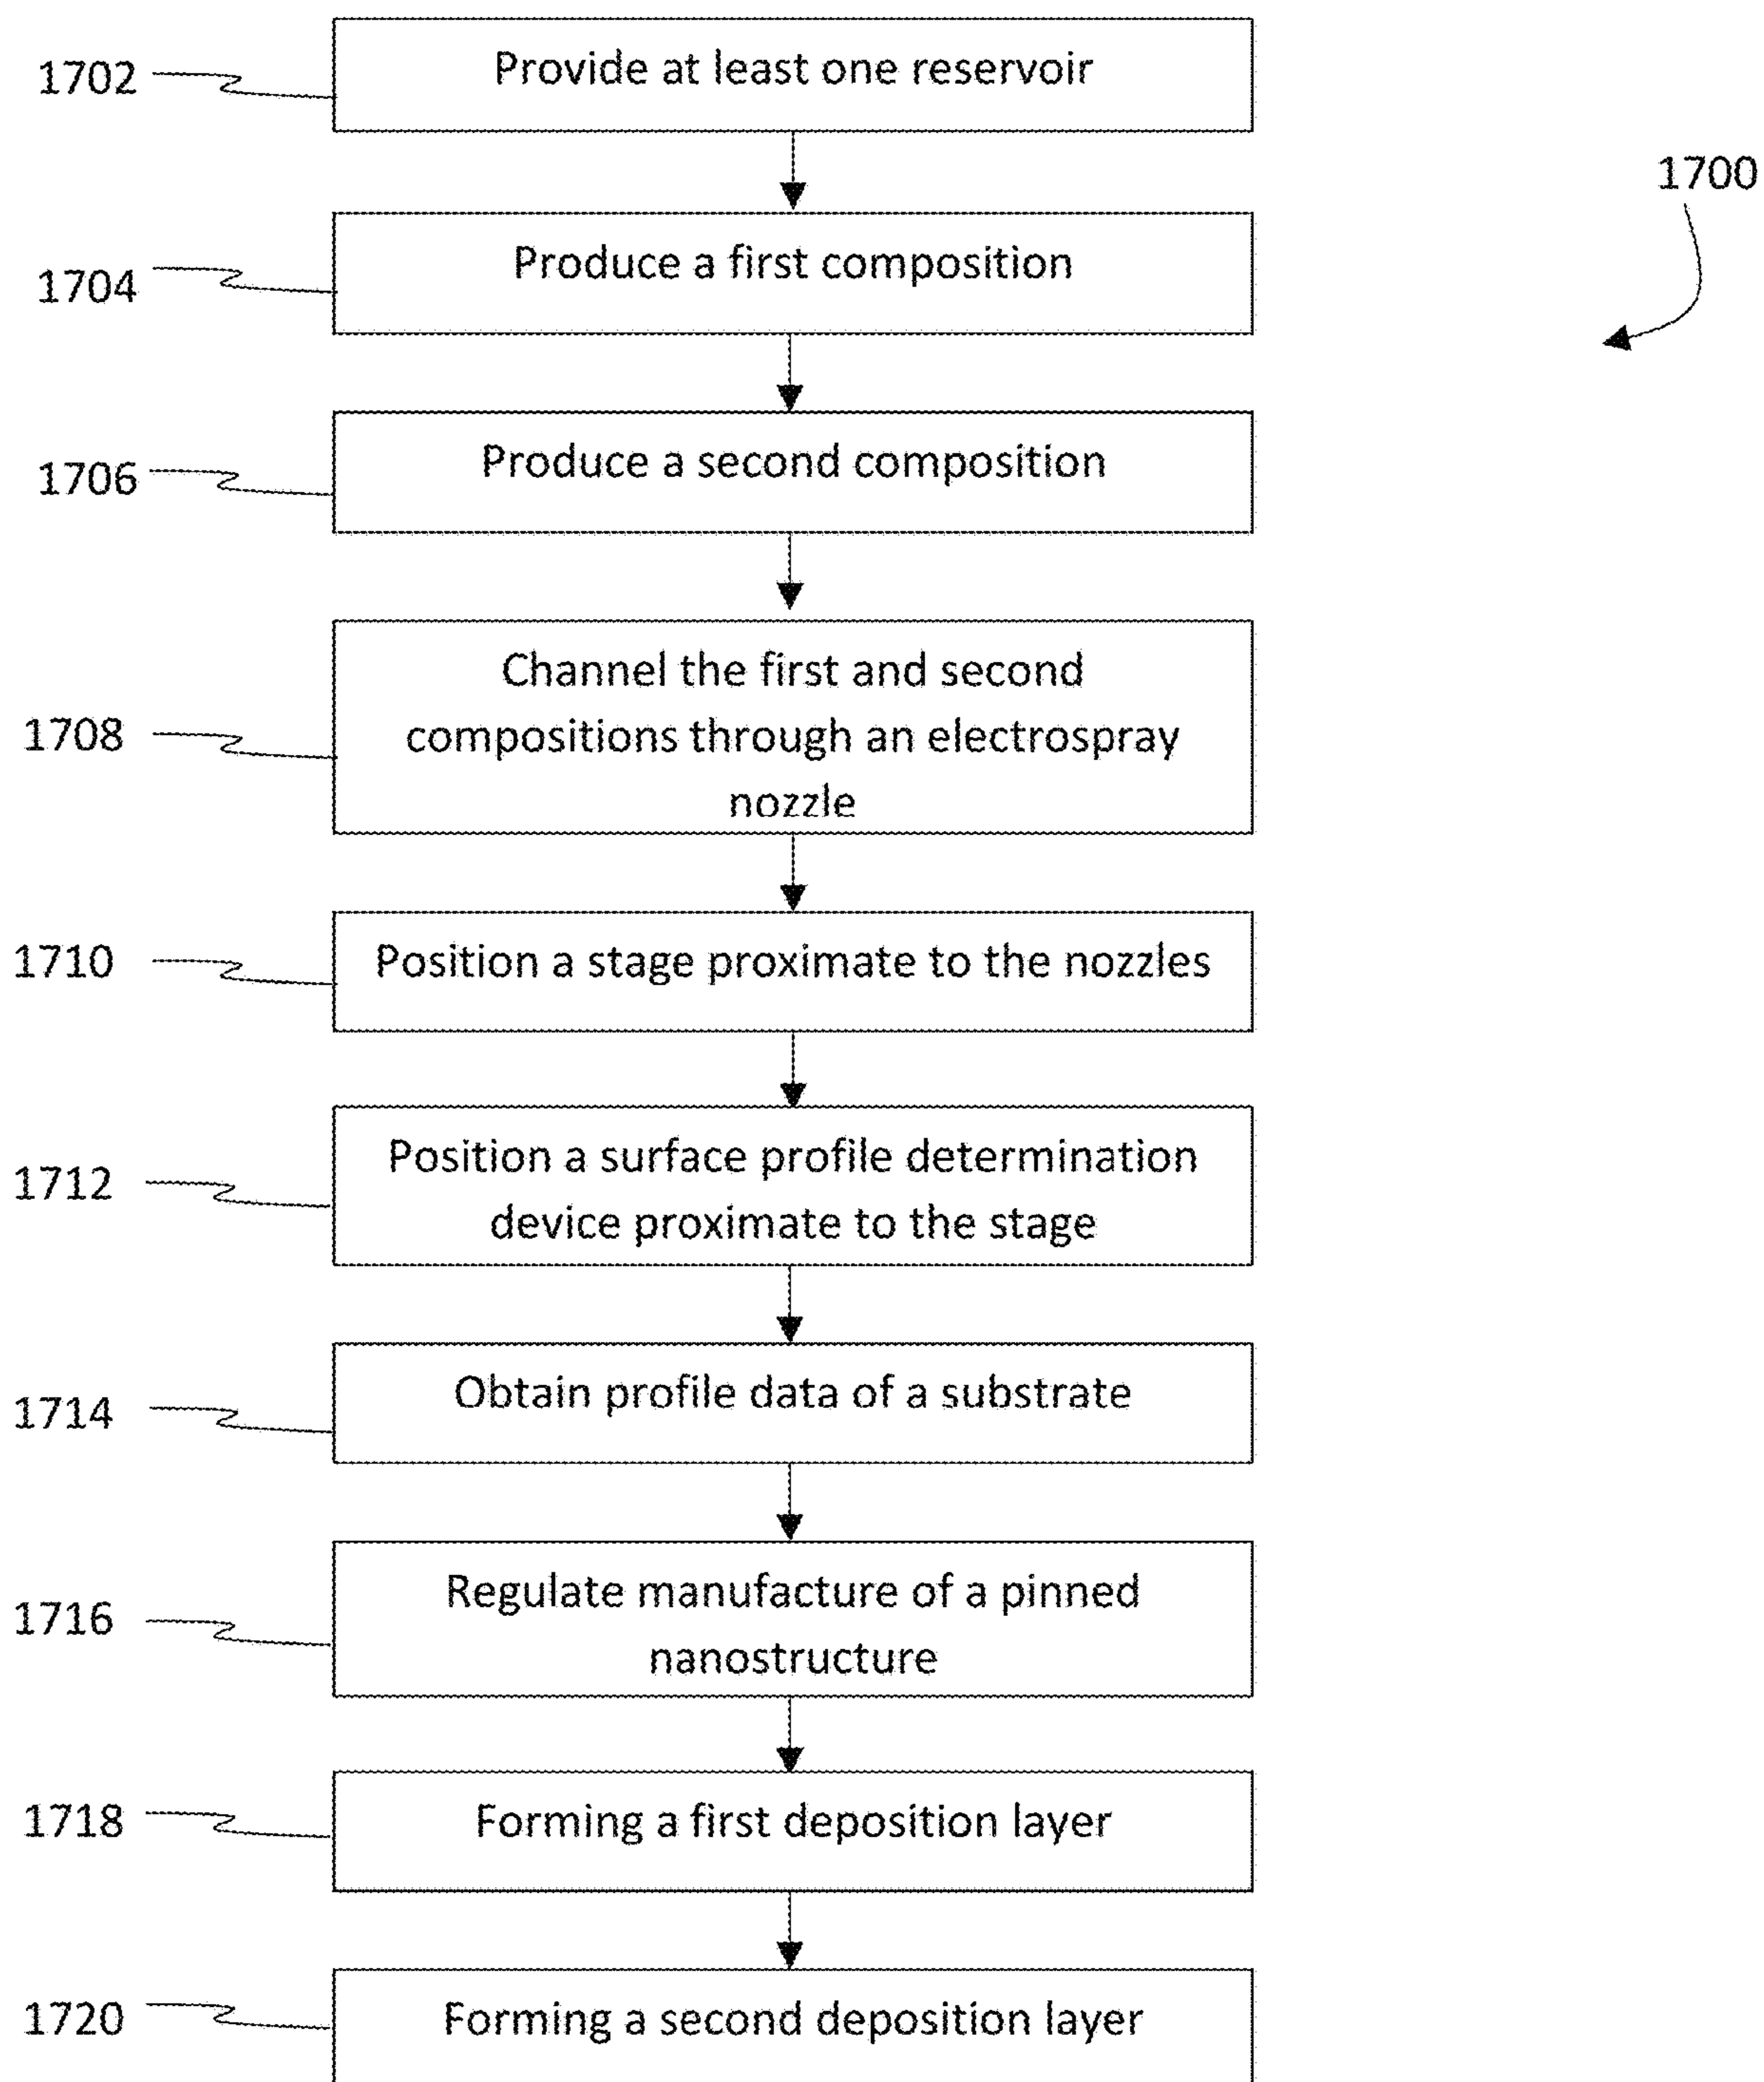 1702
Provide at least one reservoir
1700
1704
Produce a first composition
1706
Produce a second composition
1708
Channel the first and second
compositions through an electrospray
nozzle
1710
Position a stage proximate to the nozzles
1712
Position a surface profile determination
device proximate to the stage
1714
Obtain profile data of a substrate
1716
Regulate manufacture of a pinned
nanostructure
1718
Forming a first deposition layer
1720
Forming a second deposition layer